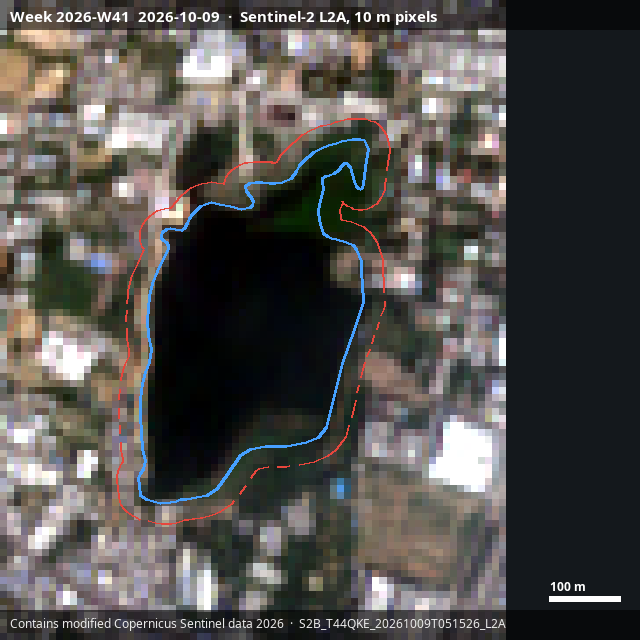 Week 2026-W41  2026-10-09  ·  Sentinel-2 L2A, 10 m pixels
100 m
Contains modified Copernicus Sentinel data 2026  ·  S2B_T44QKE_20261009T051526_L2A